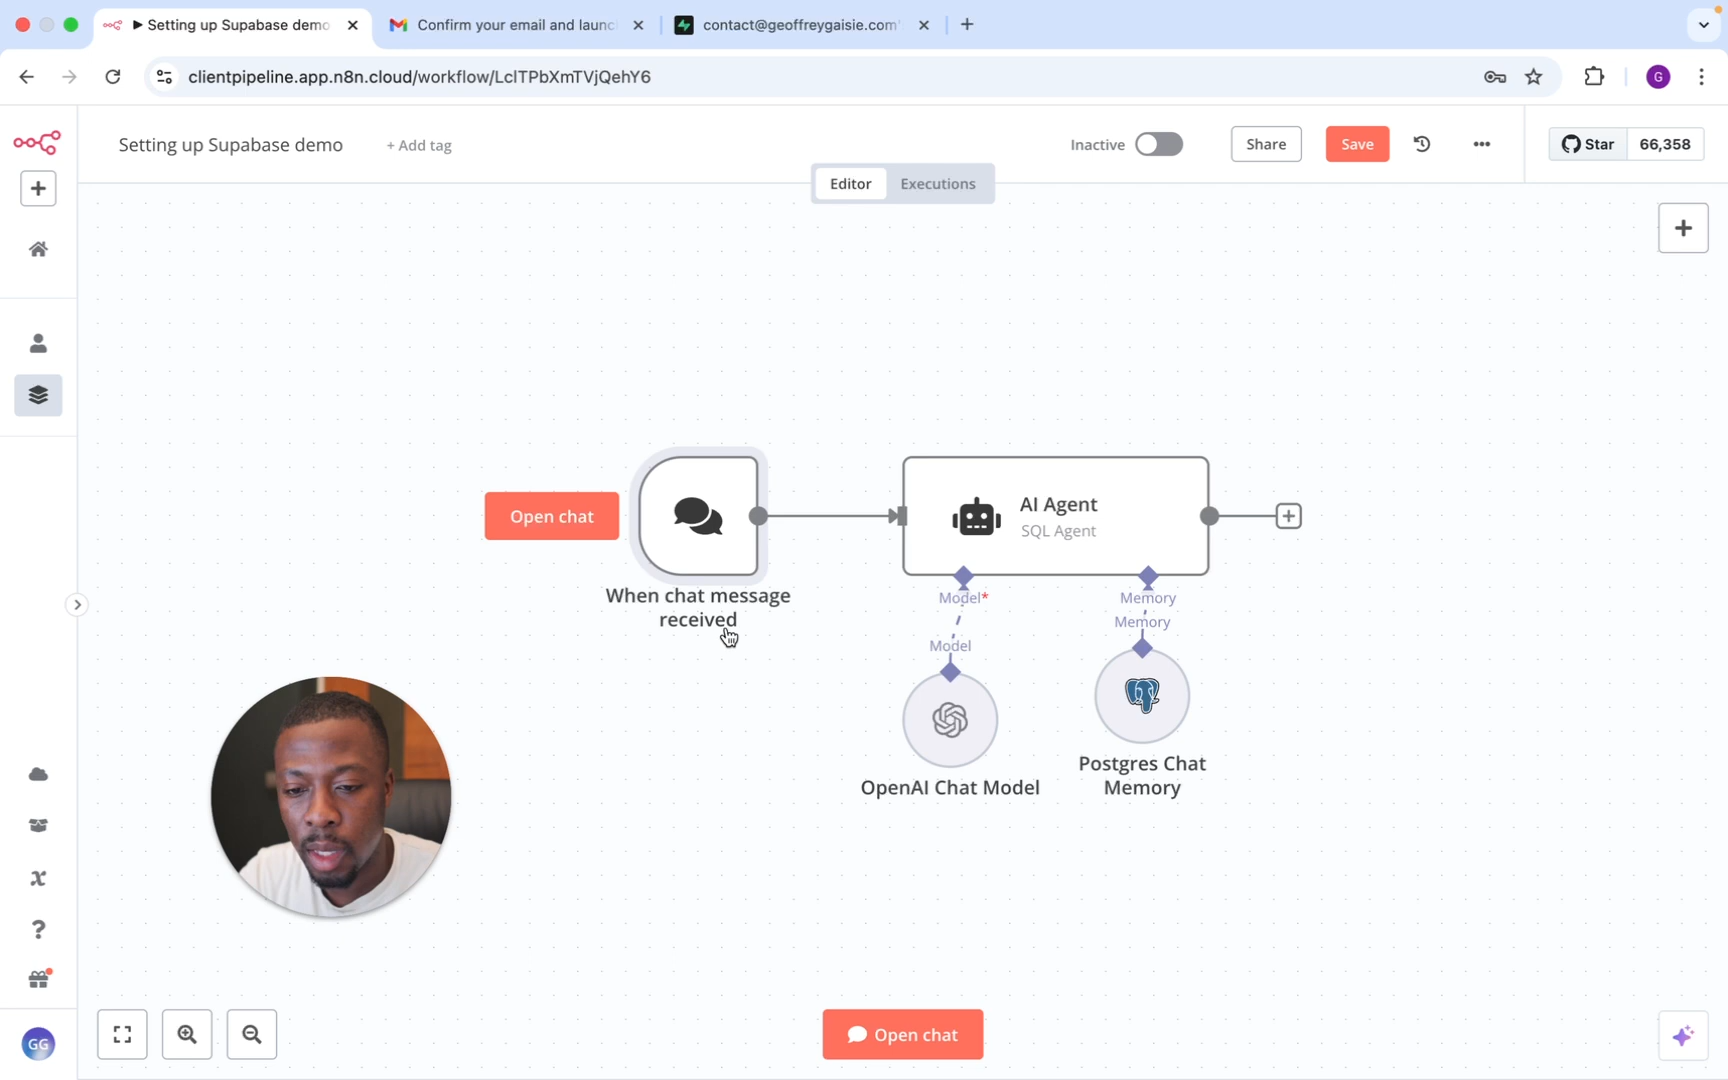 Setting up Supabase demo
Confirm your email and launc
contact@geoffreygaisie.com'
clientpipeline.app.n8n.cloud/workflow/LclTPbXmTVjQehY6
G
Setting up Supabase demo
+ Add tag
Inactive
Share
Save
Star
66,358
Editor
Executions
Open chat
AI Agent
SQL Agent
When chat message
received
Model*
Memory
Memory
Model
OpenAI Chat Model
Postgres Chat
Memory
GG
Open chat